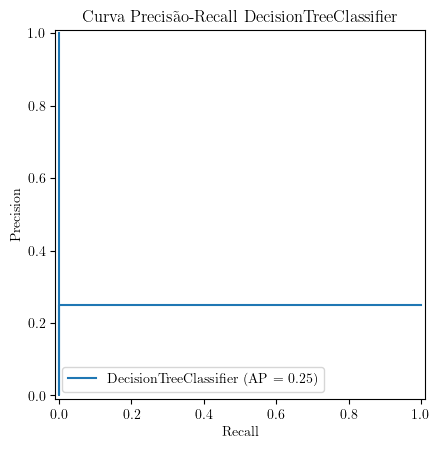 Curva Precisão-Recall DecisionTreeClassifier
1.0
0.8
0.6
0.4
0.2
0.0
Precision
DecisionTreeClassifier (AP = 0.25)
0.0 0.2 0.4 0.6 0.8 1.0
Recall